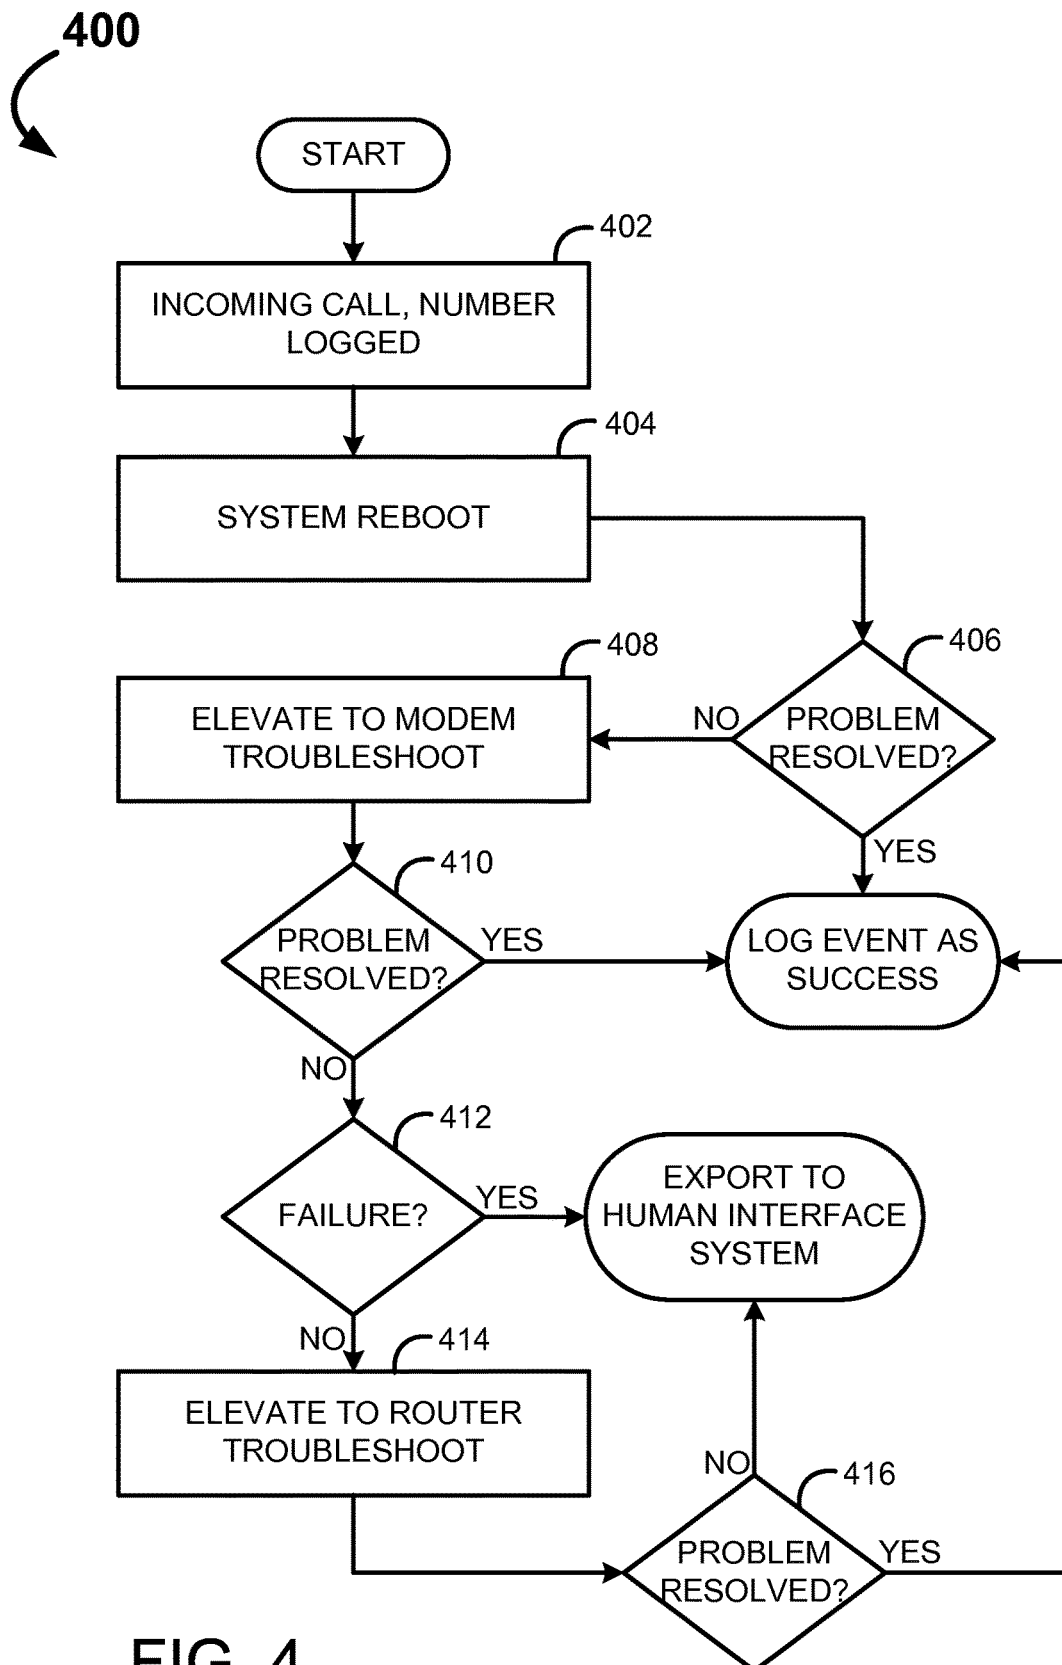 400
START
402
INCOMING CALL, NUMBER
LOGGED
404
SYSTEM REBOOT
406
PROBLEM
RESOLVED?
NO
YES
408
ELEVATE TO MODEM
TROUBLESHOOT
410
PROBLEM
RESOLVED?
YES
NO
LOG EVENT AS
SUCCESS
412
FAILURE?
YES
NO
EXPORT TO
HUMAN INTERFACE
SYSTEM
414
ELEVATE TO ROUTER
TROUBLESHOOT
416
NO
PROBLEM
RESOLVED?
YES
FIG. 4